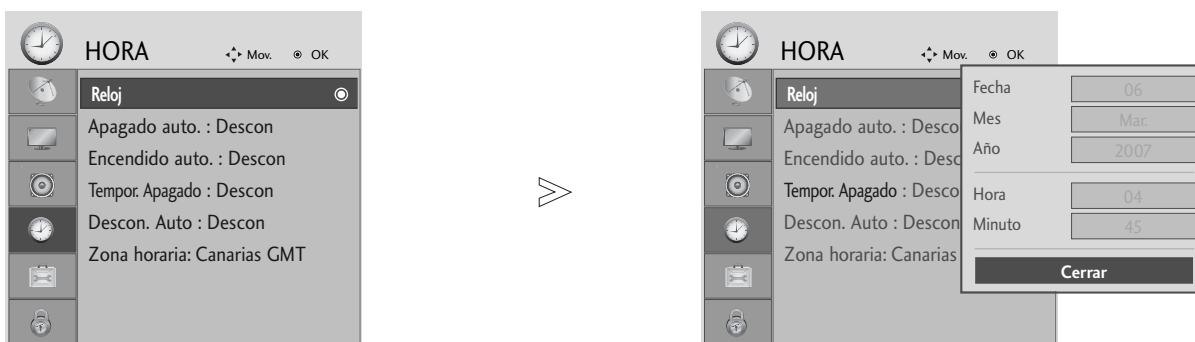 HORA Mov. OK
Reloj
Apagado auto. : Descon
Encendido auto. : Descon
Tempor. Apagado : Descon
Descon. Auto : Descon
Zona horaria: Canarias GMT
HORA Mov. OK
Reloj
Apagado auto. : Desco
Encendido auto. : Desc
Tempor. Apagado : Desco
Descon. Auto : Descon
Zona horaria: Canarias
Fecha 06
Mes Mar.
Año 2007
Hora 04
Minuto 45
Cerrar